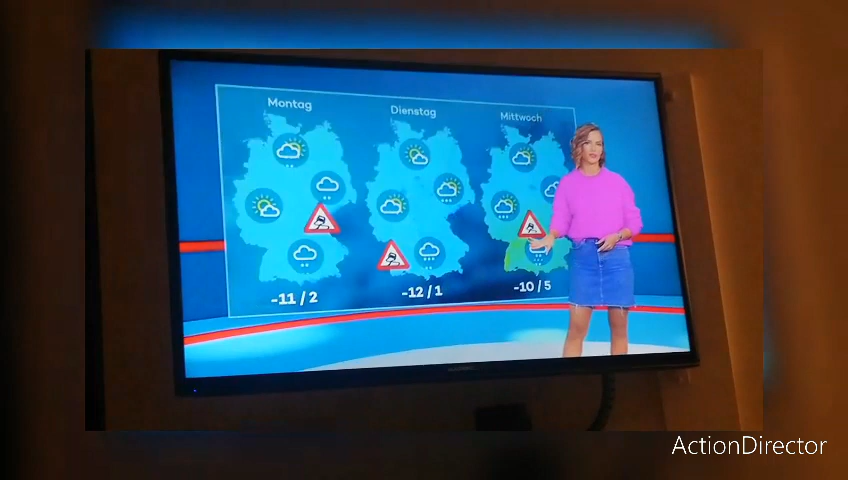 Montag
Dienstag
Mittwoch
-11 / 2
-12 / 1
-10 / 5
ActionDirector